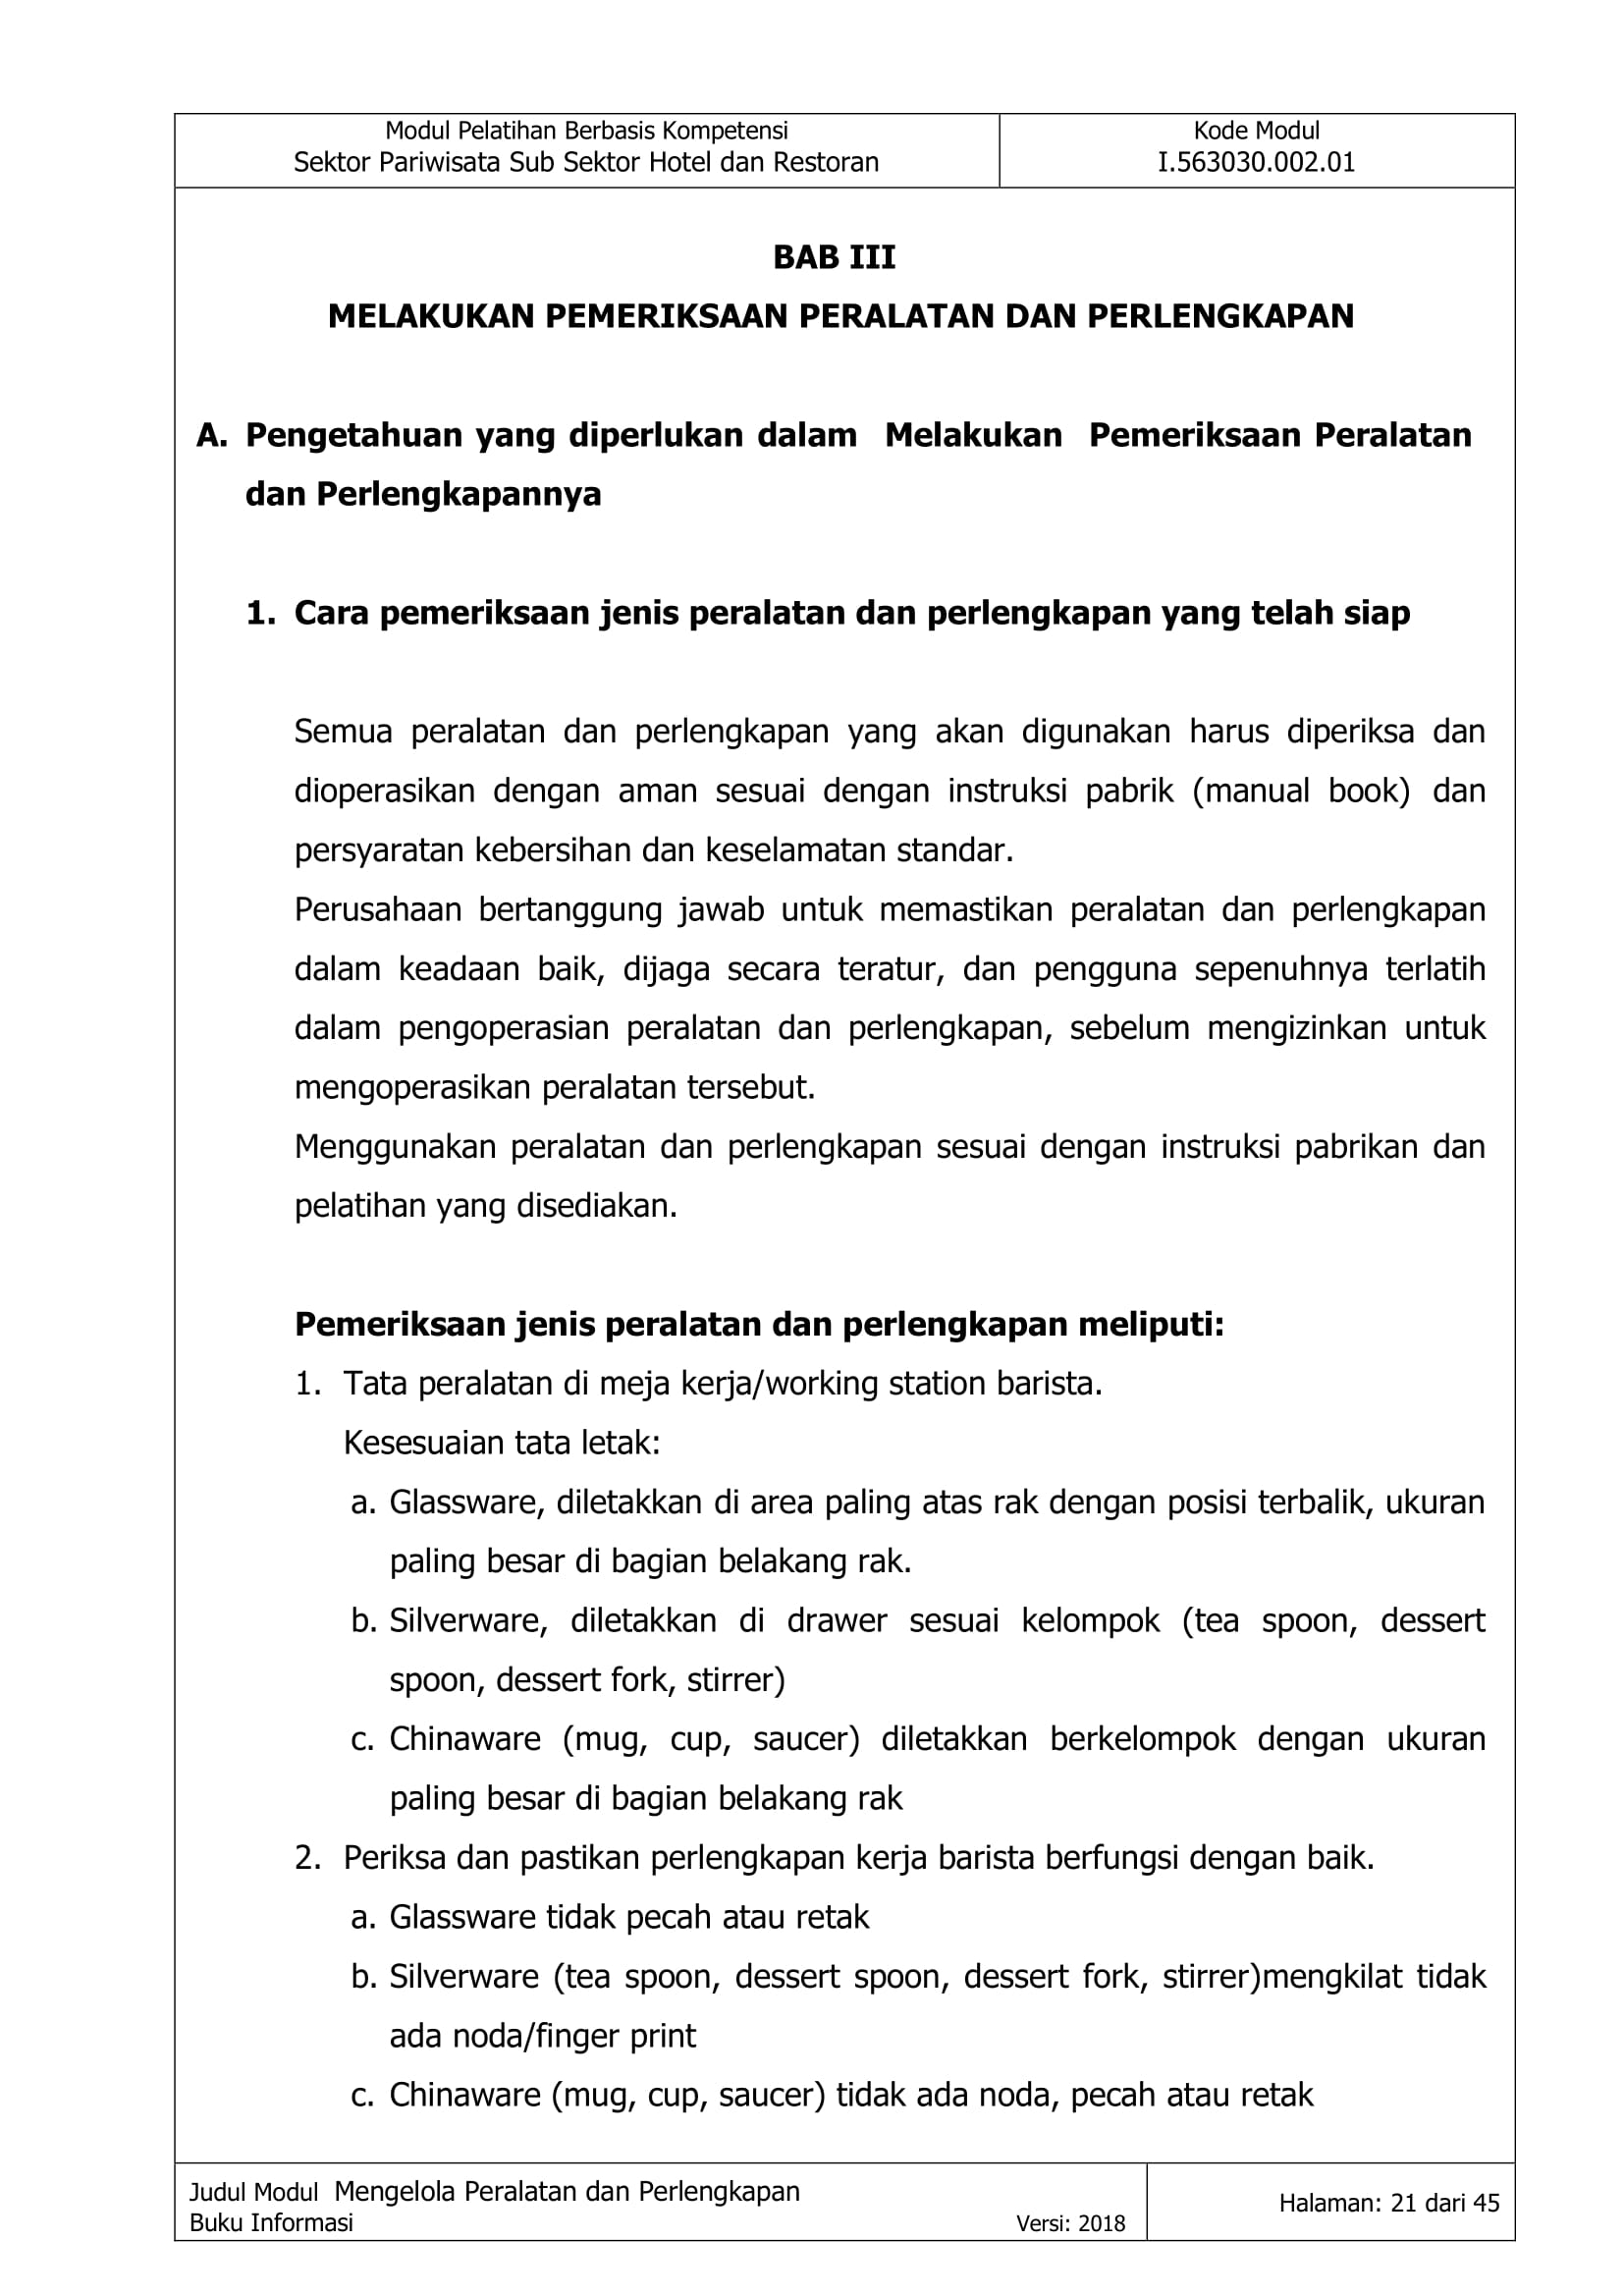 Modul Pelatihan Berbasis Kompetensi
Sektor Pariwisata Sub Sektor Hotel dan Restoran
Kode Modul
I.563030.002.01
BAB III
MELAKUKAN PEMERIKSAAN PERALATAN DAN PERLENGKAPAN
A. Pengetahuan yang diperlukan dalam Melakukan Pemeriksaan Peralatan
dan Perlengkapannya
1. Cara pemeriksaan jenis peralatan dan perlengkapan yang telah siap
Semua peralatan dan perlengkapan yang akan digunakan harus diperiksa dan
dioperasikan dengan aman sesuai dengan instruksi pabrik (manual book) dan
persyaratan kebersihan dan keselamatan standar.
Perusahaan bertanggung jawab untuk memastikan peralatan dan perlengkapan
dalam keadaan baik, dijaga secara teratur, dan pengguna sepenuhnya terlatih
dalam pengoperasian peralatan dan perlengkapan, sebelum mengizinkan untuk
mengoperasikan peralatan tersebut.
Menggunakan peralatan dan perlengkapan sesuai dengan instruksi pabrikan dan
pelatihan yang disediakan.
Pemeriksaan jenis peralatan dan perlengkapan meliputi:
1. Tata peralatan di meja kerja/working station barista.
Kesesuaian tata letak:
a. Glassware, diletakkan di area paling atas rak dengan posisi terbalik, ukuran
paling besar di bagian belakang rak.
b. Silverware, diletakkan di drawer sesuai kelompok (tea spoon, dessert
spoon, dessert fork, stirrer)
c. Chinaware (mug, cup, saucer) diletakkan berkelompok dengan ukuran
paling besar di bagian belakang rak
2. Periksa dan pastikan perlengkapan kerja barista berfungsi dengan baik.
a. Glassware tidak pecah atau retak
b. Silverware (tea spoon, dessert spoon, dessert fork, stirrer)mengkilat tidak
ada noda/finger print
c. Chinaware (mug, cup, saucer) tidak ada noda, pecah atau retak
Judul Modul Mengelola Peralatan dan Perlengkapan
Buku Informasi
Versi: 2018
Halaman: 21 dari 45